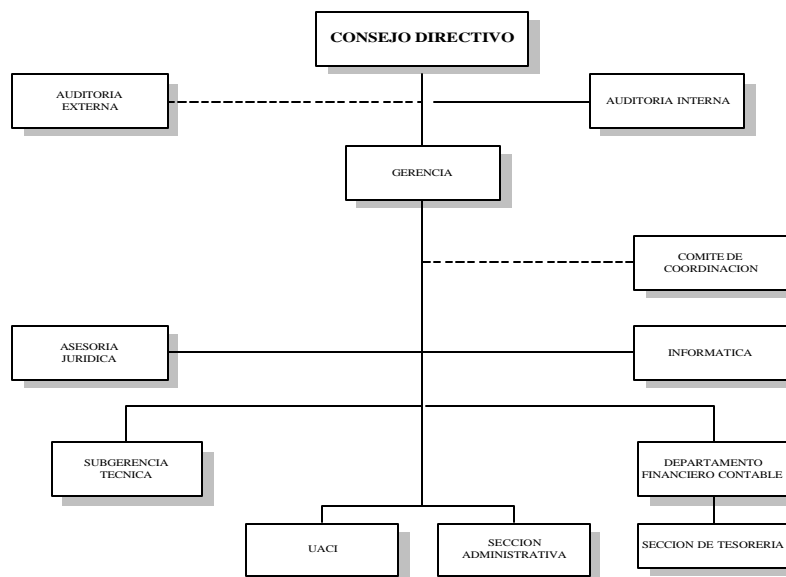 CONSEJO DIRECTIVO
AUDITORIA
EXTERNA
AUDITORIA INTERNA
GERENCIA
COMITE DE
COORDINACION
ASESORIA
JURIDICA
INFORMATICA
SUBGERENCIA
TECNICA
DEPARTAMENTO
FINANCIERO CONTABLE
UACI
SECCION
ADMINISTRATIVA
SECCION DE TESORERIA